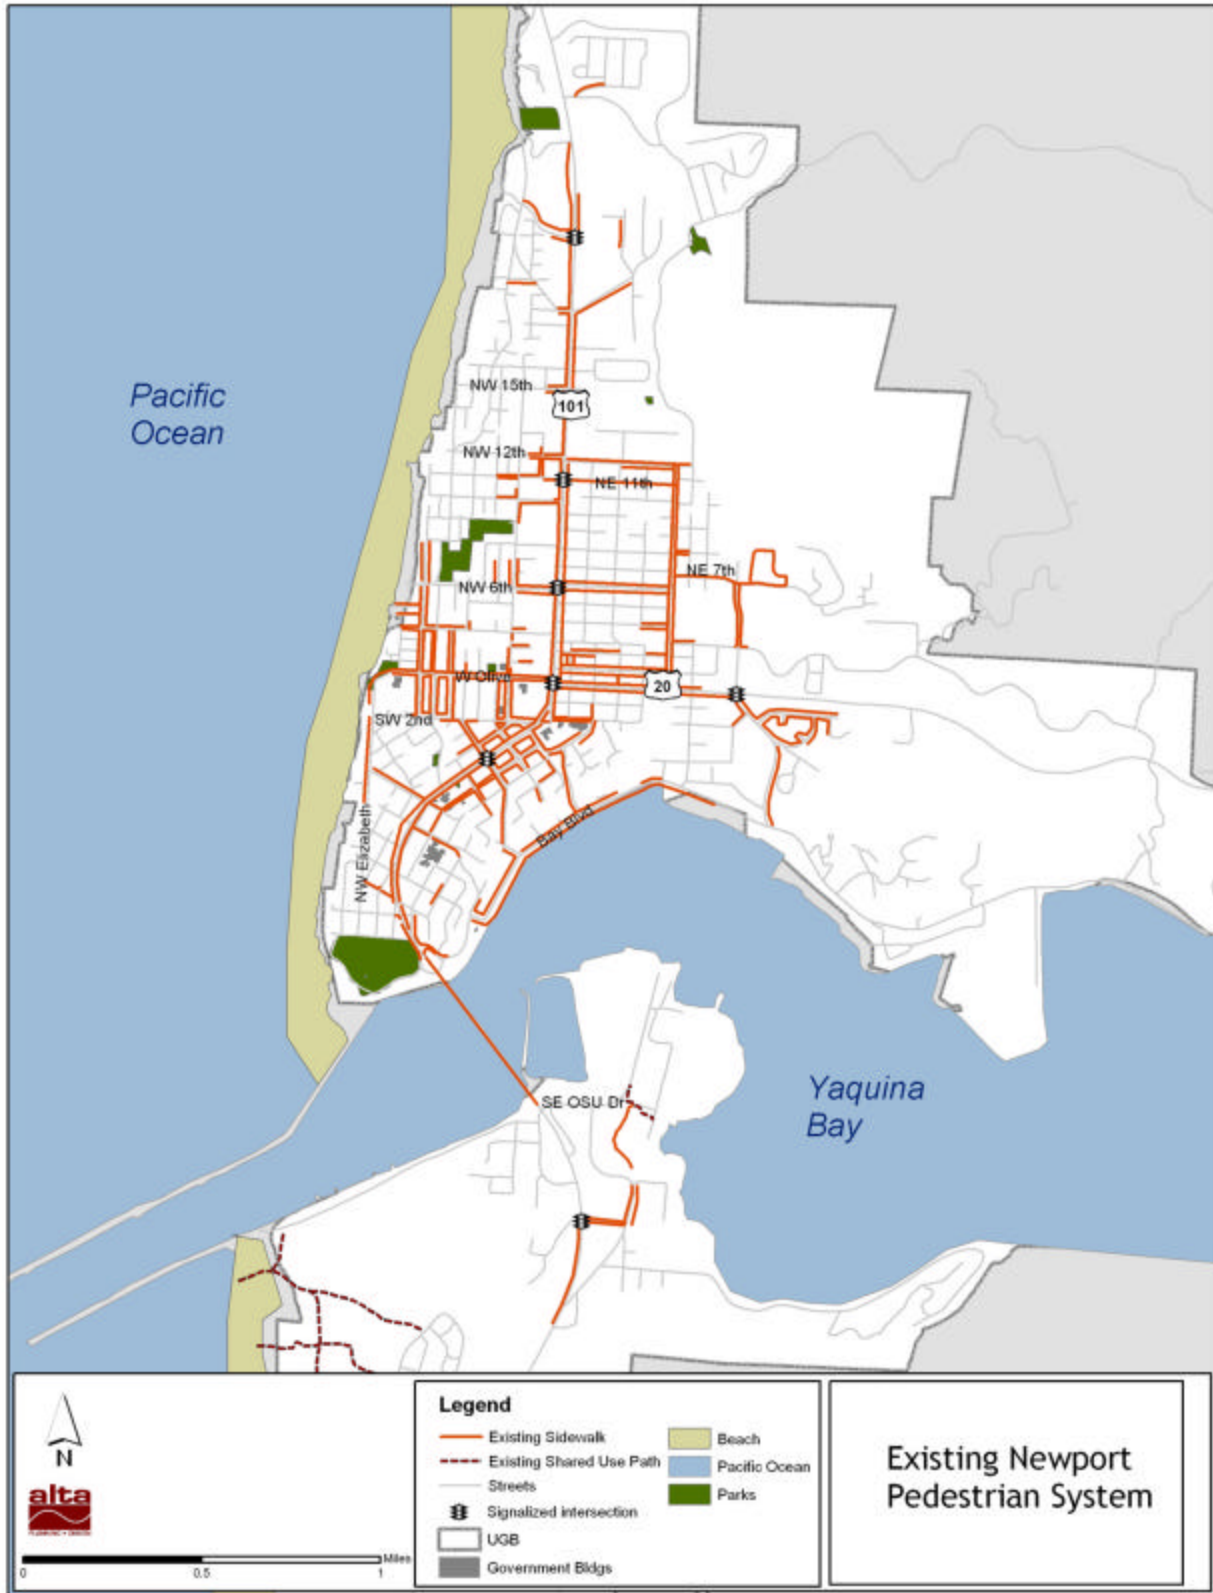 Pacific
Ocean
NW 15th
101
NW 12th
NE 11th
NE 7th
NW 6th
W Olive
20
SW 2nd
NW Elizabeth
Bay Blvd
SE OSU Dr
Yaquina
Bay
N
alta
PLANNING + DESIGN
0 0.5 1 Miles
Legend
Existing Sidewalk
Existing Shared Use Path
Streets
Signalized intersection
UGB
Government Bldgs
Beach
Pacific Ocean
Parks
Existing Newport
Pedestrian System